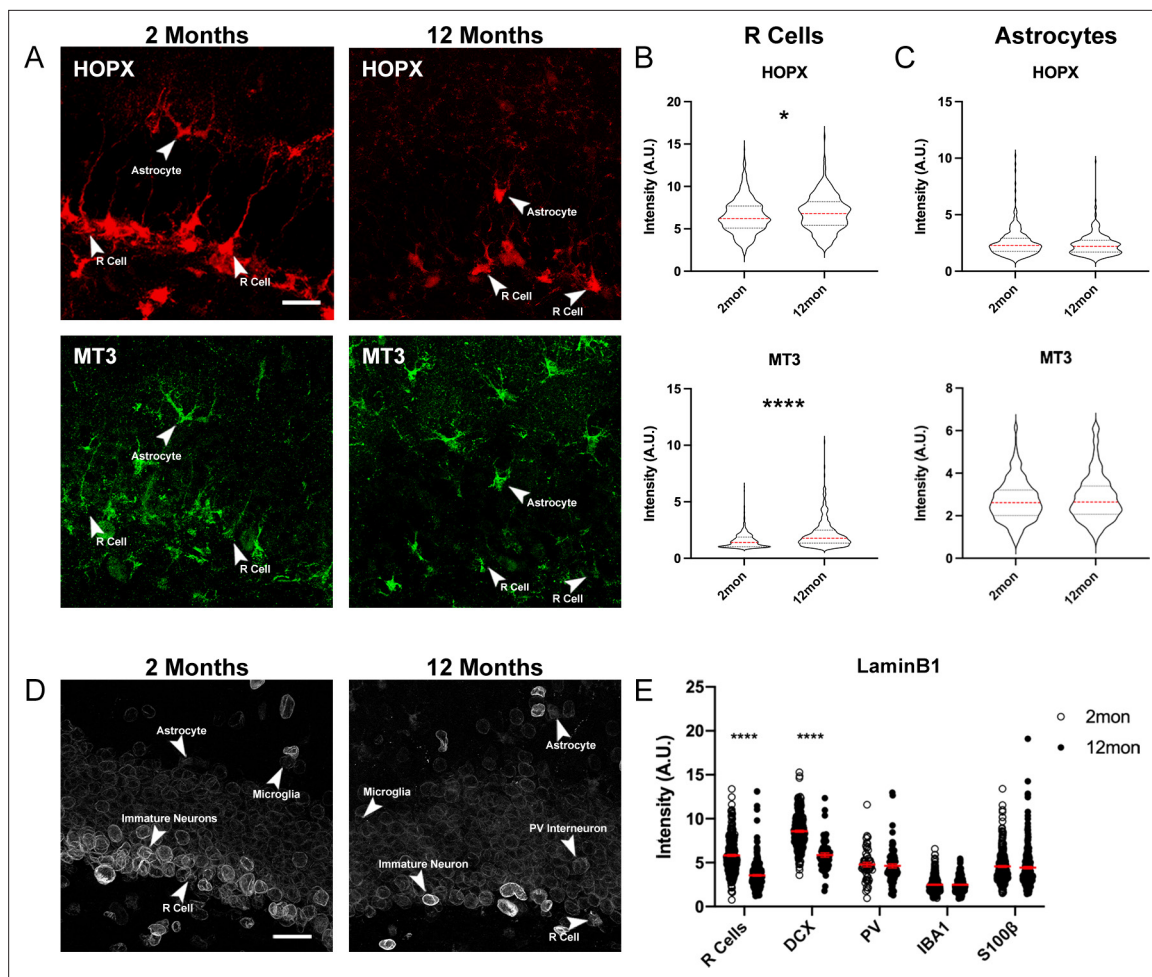 A
2 Months
12 Months
HOPX
Astrocyte
R Cell
R Cell
HOPX
Astrocyte
R Cell
R Cell
MT3
Astrocyte
R Cell
R Cell
MT3
Astrocyte
R Cell
R Cell
B
R Cells
HOPX
Intensity (A.U.)
20
15
10
5
0
*
2mon
12mon
MT3
Intensity (A.U.)
15
10
5
0
****
2mon
12mon
C
Astrocytes
HOPX
Intensity (A.U.)
15
10
5
0
2mon
12mon
MT3
Intensity (A.U.)
8
6
4
2
0
2mon
12mon
D
2 Months
12 Months
Astrocyte
Microglia
Immature Neurons
R Cell
Astrocyte
Microglia
PV Interneuron
Immature Neuron
R Cell
E
LaminB1
Intensity (A.U.)
25
20
15
10
5
0
**** ****
R Cells
DCX
PV
IBA1
S100β
2mon
12mon